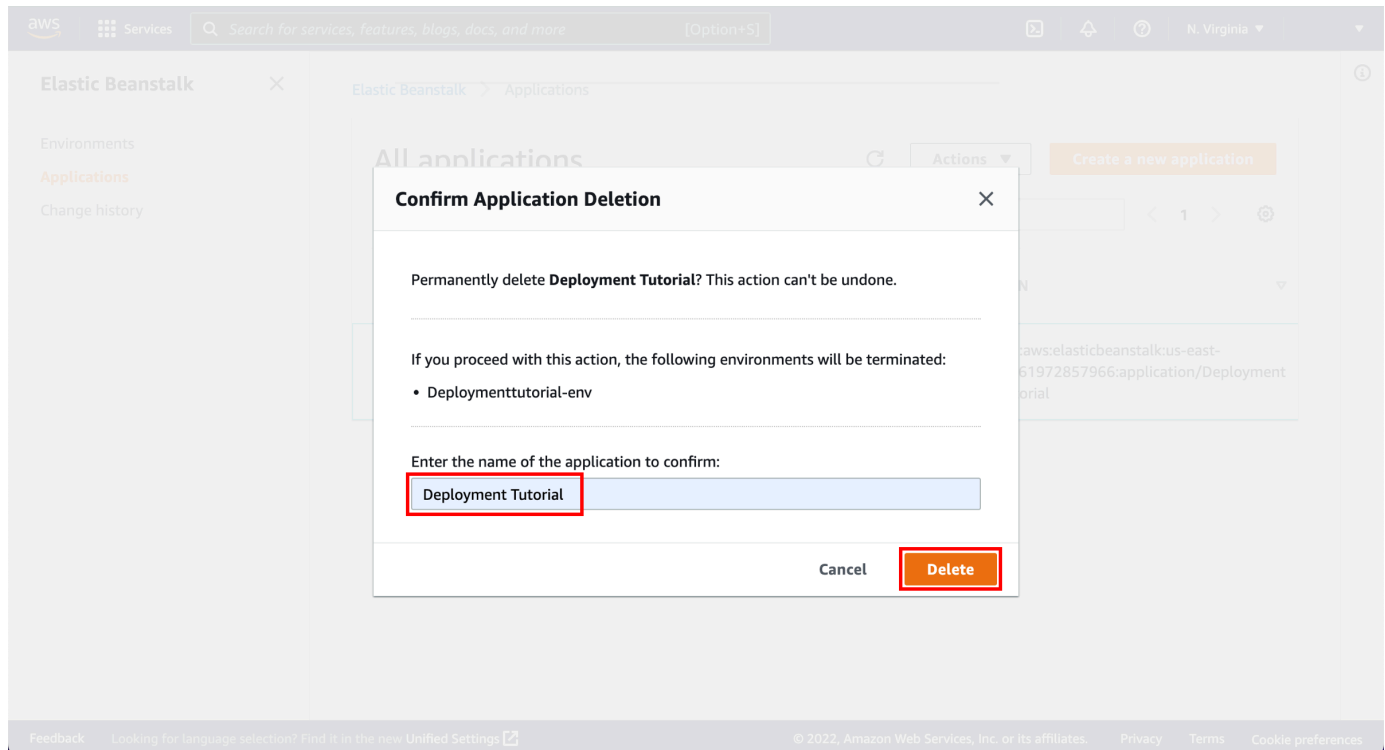 aws
Services
Search for services, features, blogs, docs, and more
[Option+S]
N. Virginia
Elastic Beanstalk
Environments
Applications
Change history
Elastic Beanstalk
Applications
All applications
Actions
Create a new application
1
Confirm Application Deletion
Permanently delete Deployment Tutorial? This action can't be undone.
If you proceed with this action, the following environments will be terminated:
• Deploymenttutorial-env
Enter the name of the application to confirm:
Deployment Tutorial
Cancel
Delete
N
:aws:elasticbeanstalk:us-east-
61972857966:application/Deployment
orial
Feedback
Looking for language selection? Find it in the new Unified Settings
© 2022, Amazon Web Services, Inc. or its affiliates.
Privacy
Terms
Cookie preferences